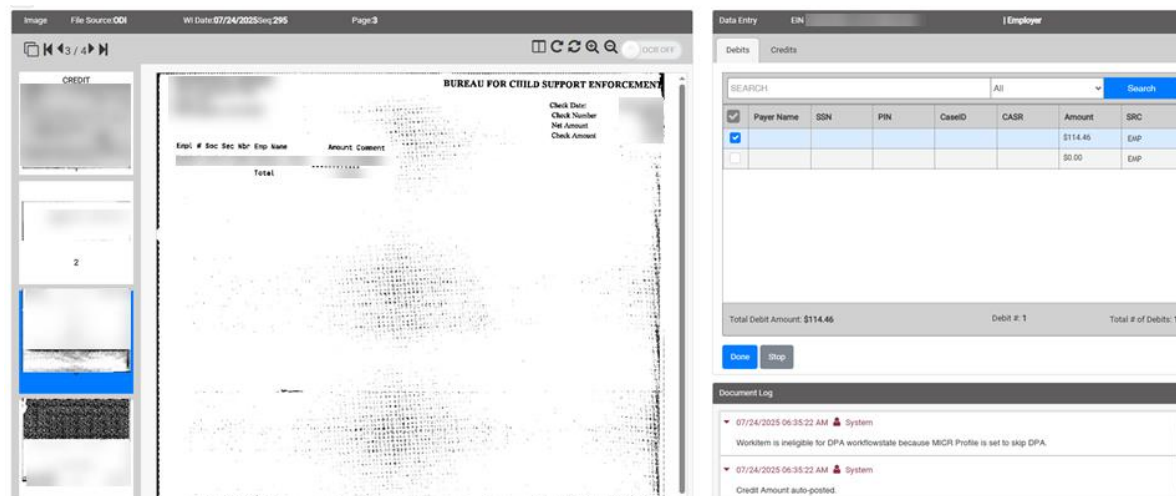 Image File Source:ODI WI Date:07/24/2025 Seq:295 Page:3
3 / 4 OCR OFF
CREDIT
2
BUREAU FOR CHILD SUPPORT ENFORCEMENT
Check Date:
Check Number
Net Amount
Check Amount
Empl # Soc Sec Nbr Emp Name Amount Comment
Total
Data Entry EIN | Employer
Debits Credits
SEARCH All Search
Payer Name SSN PIN CaseID CASR Amount SRC
$114.46 EMP
$0.00 EMP
Total Debit Amount: $114.46 Debit #: 1 Total # of Debits: 1
Done Stop
Document Log
07/24/2025 06:35:22 AM System
Workitem is ineligible for DPA workflowstate because MICR Profile is set to skip DPA.
07/24/2025 06:35:22 AM System
Credit Amount auto-posted.